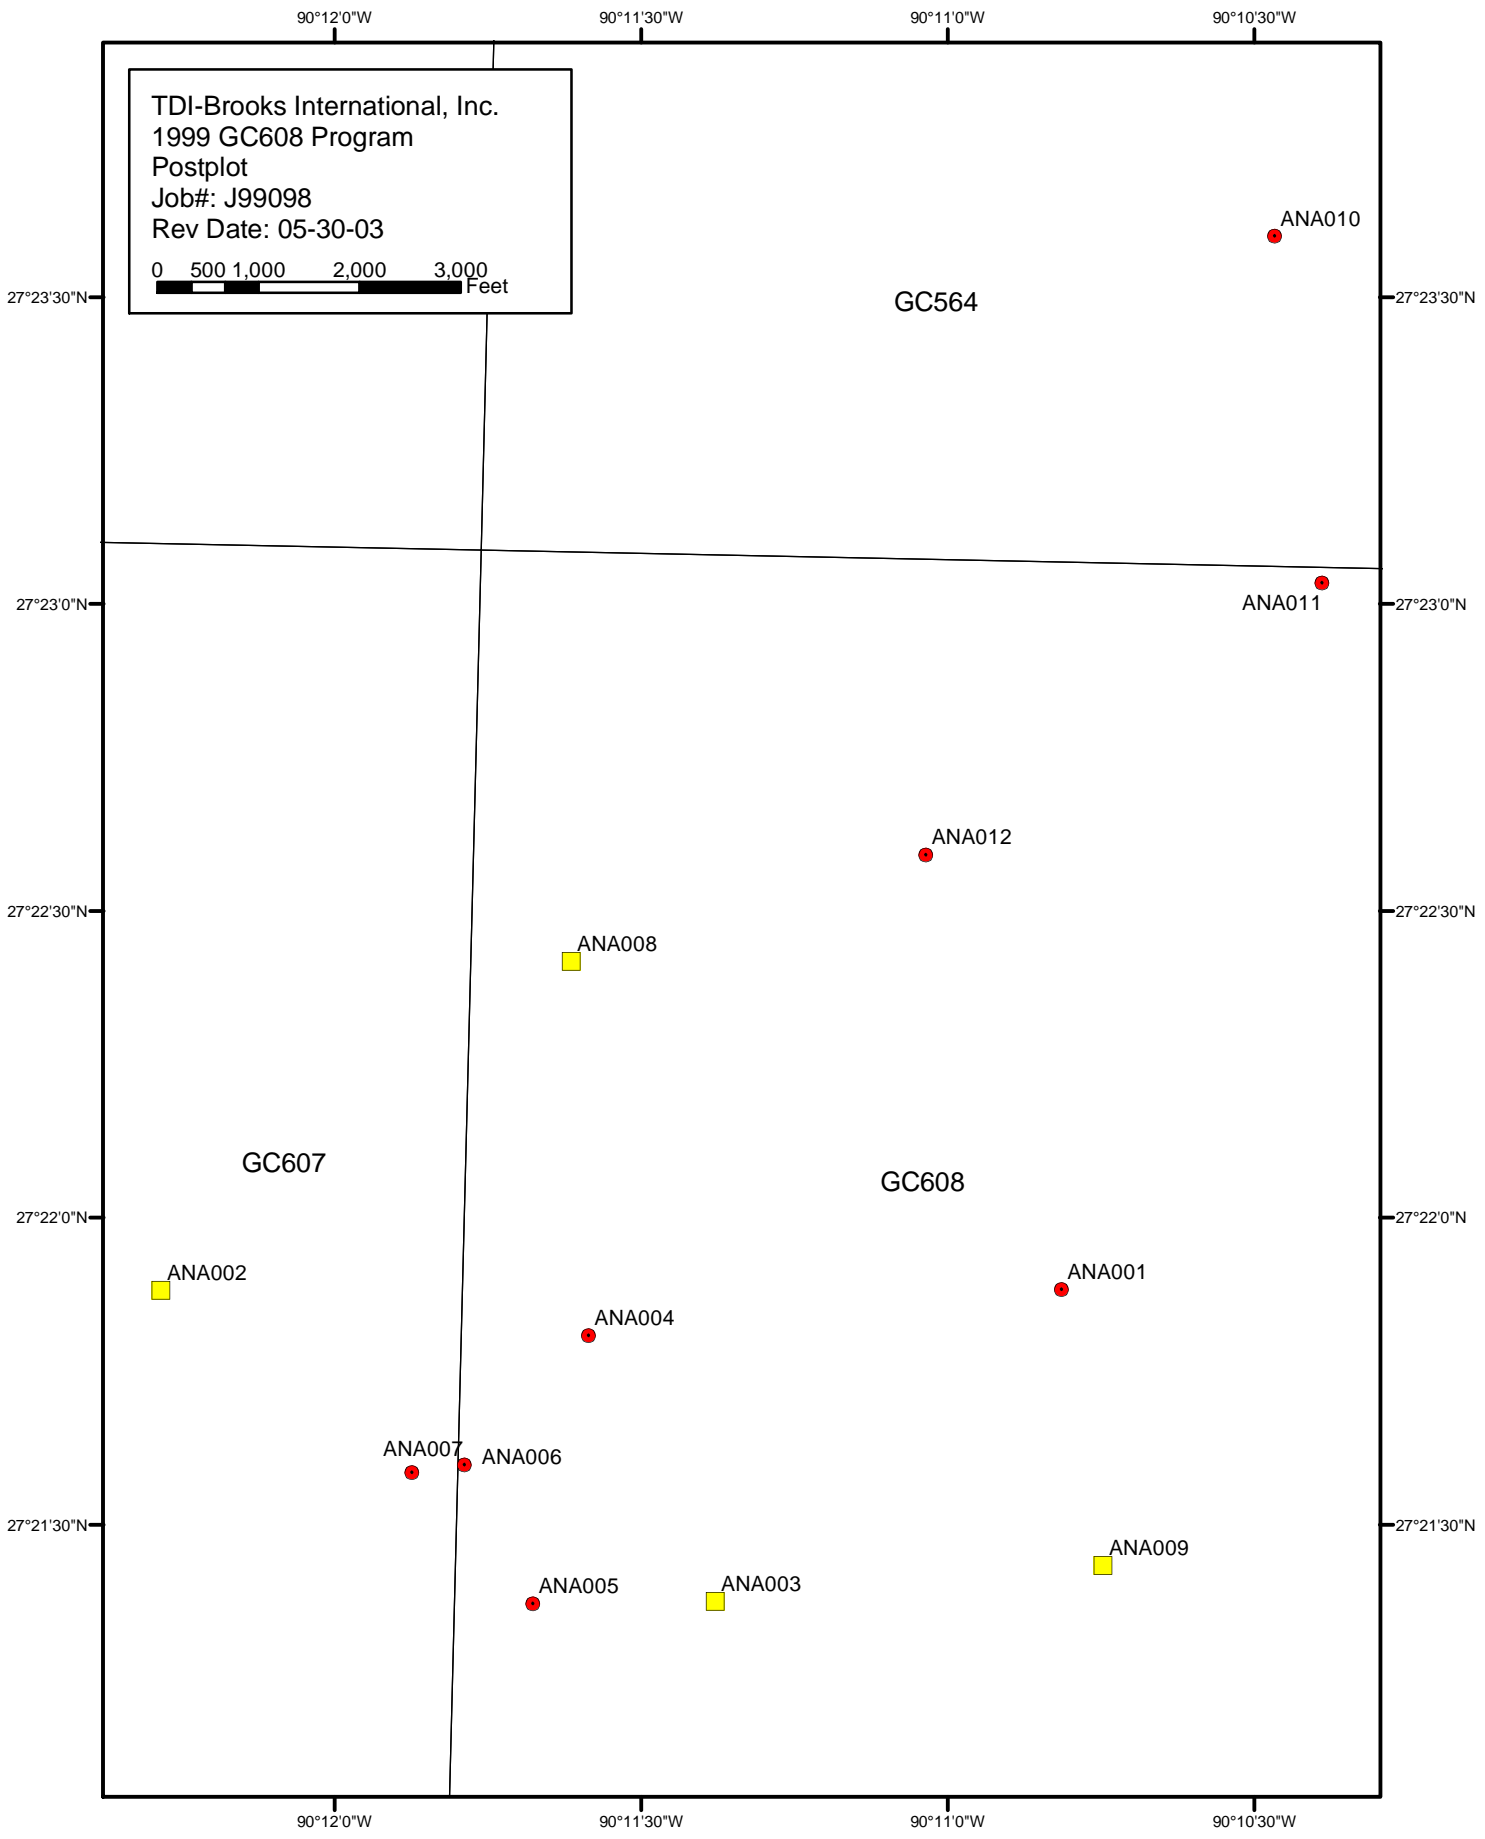 90°12'0"W 90°11'30"W 90°11'0"W 90°10'30"W
TDI-Brooks International, Inc.
1999 GC608 Program
Postplot
Job#: J99098
Rev Date: 05-30-03
0 500 1,000 2,000 3,000
Feet
ANA010
27°23'30"N GC564 27°23'30"N
27°23'0"N ANA011 27°23'0"N
ANA012
27°22'30"N 27°22'30"N
ANA008
GC607 GC608
27°22'0"N 27°22'0"N
ANA002 ANA001
ANA004
ANA007 ANA006
27°21'30"N 27°21'30"N
ANA009
ANA005 ANA003
90°12'0"W 90°11'30"W 90°11'0"W 90°10'30"W